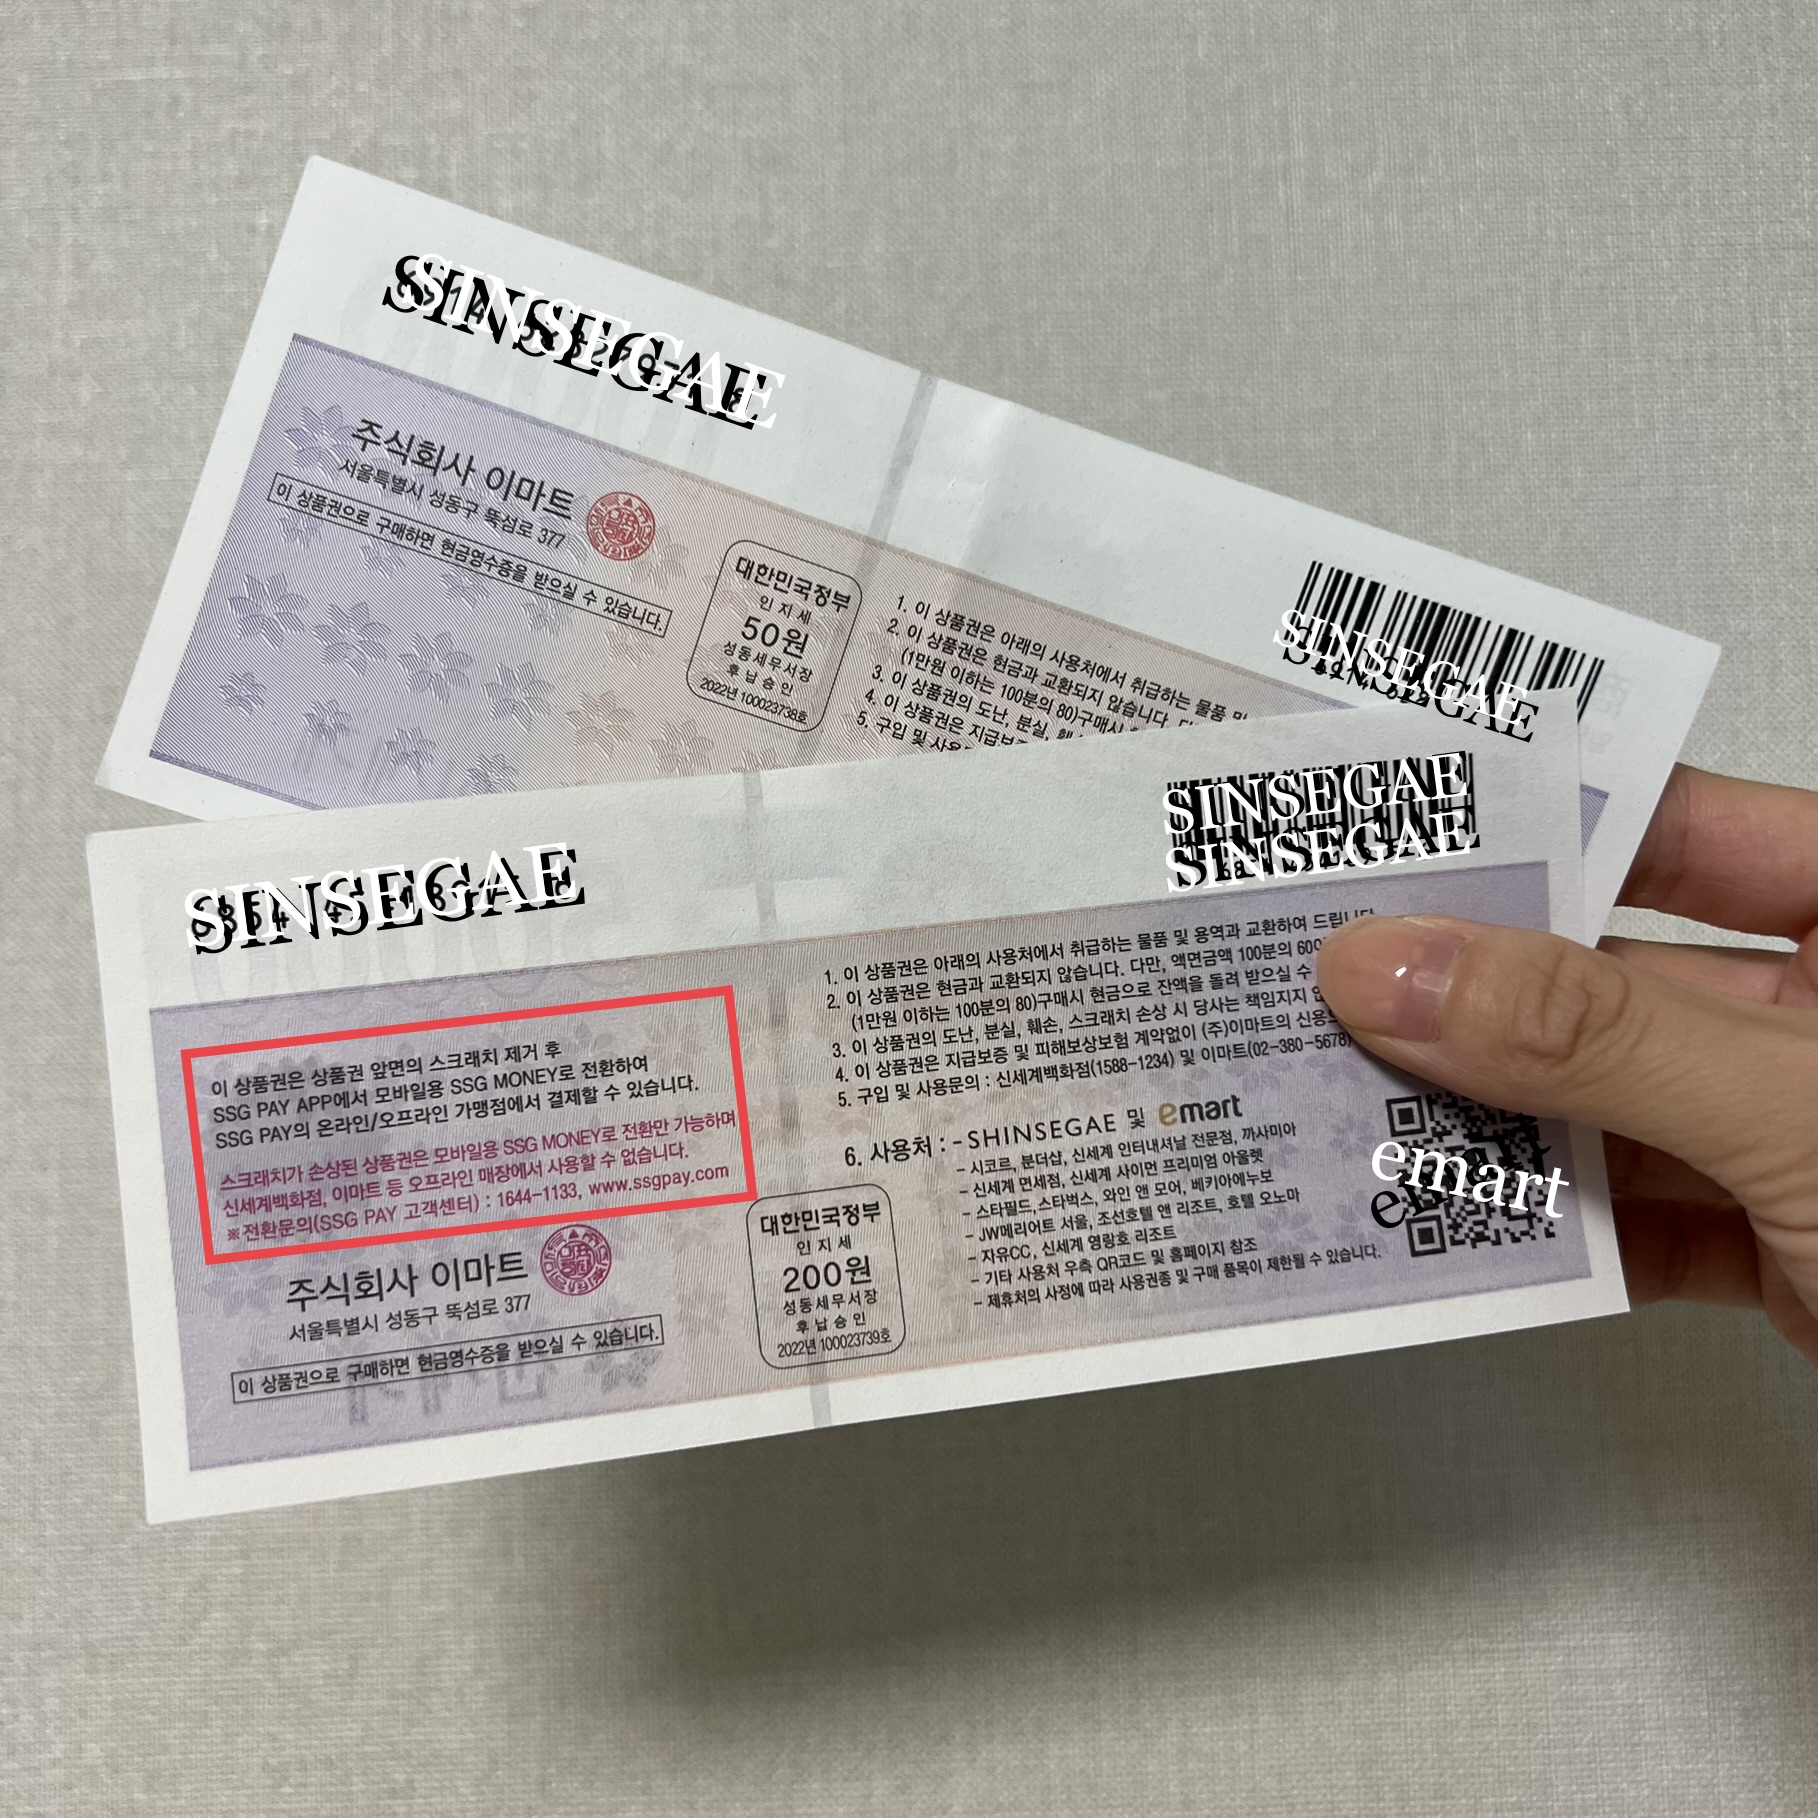 SINSEGAE
SINSEGAE
주식회사 이마트
서울특별시 성동구 뚝섬로 377
이 상품권으로 구매하면 현금영수증을 받으실 수 있습니다.
대한민국정부
인지세
50원
성동세무서장
후납승인
2022년 100023738호
1. 이 상품권은 아래의 사용처에서 취급하는 물품 및
2. 이 상품권은 현금과 교환되지 않습니다.
(1만원 이하는 100분의 80)구매시
3. 이 상품권의 도난, 분실,
4. 이 상품권은
5. 구입 및
SINSEGAE
SINSEGAE
SINSEGAE
SINSEGAE
SINSEGAE
SINSEGAE
이 상품권은 상품권 앞면의 스크래치 제거 후
SSG PAY APP에서 모바일용 SSG MONEY로 전환하여
SSG PAY의 온라인/오프라인 가맹점에서 결제할 수 있습니다.
스크래치가 손상된 상품권은 모바일용 SSG MONEY로 전환만 가능하며
신세계백화점, 이마트 등 오프라인 매장에서 사용할 수 없습니다.
※전환문의(SSG PAY 고객센터) : 1644-1133, www.ssgpay.com
주식회사 이마트
서울특별시 성동구 뚝섬로 377
이 상품권으로 구매하면 현금영수증을 받으실 수 있습니다.
대한민국정부
인지세
200원
성동세무서장
후납승인
2022년 100023739호
1. 이 상품권은 아래의 사용처에서 취급하는 물품 및 용역과 교환하여 드립니다.
2. 이 상품권은 현금과 교환되지 않습니다. 다만, 액면금액 100분의
(1만원 이하는 100분의 80)구매시 현금으로 잔액을 돌려 받으실 수
3. 이 상품권의 도난, 분실, 훼손, 스크래치 손상 시 당사는 책임지지
4. 이 상품권은 지급보증 및 피해보상보험 계약없이 (주)이마트의
5. 구입 및 사용문의 : 신세계백화점(1588-1234) 및 이마트(02-380-5678)
6. 사용처 : - SHINSEGAE 및 emart
- 시코르, 분더샵, 신세계 인터내셔날 전문점, 까사미아
- 신세계 면세점, 신세계 사이먼 프리미엄 아울렛
- 스타필드, 스타벅스, 와인 앤 모어, 베키아에누보
- JW메리어트 서울, 조선호텔 앤 리조트, 호텔 오노마
- 자유CC, 신세계 영랑호 리조트
- 기타 사용처 우측 QR코드 및 홈페이지 참조
- 제휴처의 사정에 따라 사용권종 및 구매 품목이 제한될 수 있습니다.
emart
emart